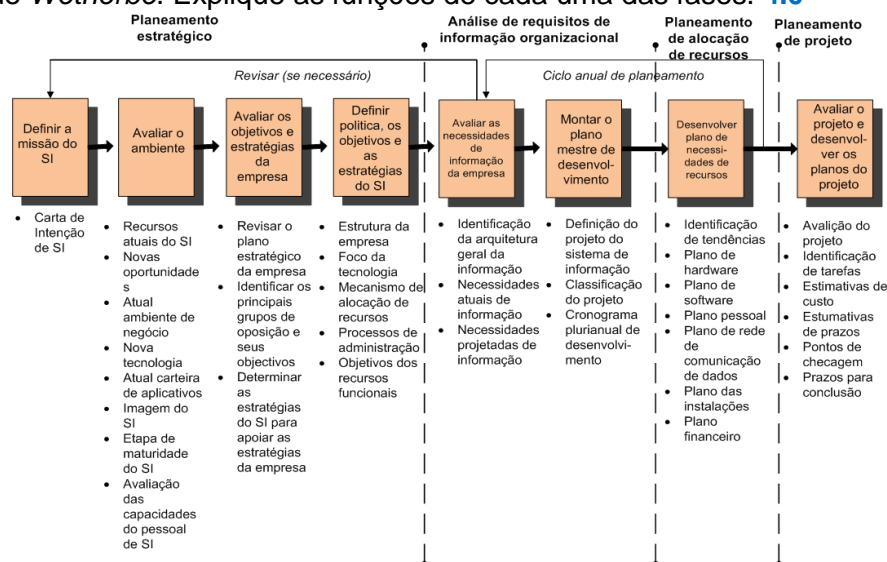 Wetherbe. Explique as funções de cada uma das fases.
Planeamento
estratégico
Análise de requisitos de
informação organizacional
Planeamento
de alocação
de recursos
Planeamento
de projeto
Revisar (se necessário)
Ciclo anual de planeamento
Definir a
missão do
SI
Avaliar o
ambiente
Avaliar os
objetivos e
estratégias
da
empresa
Definir
politica, os
objetivos e
as
estratégias
do SI
Avaliar as
necessidades
de
informação
da empresa
Montar o
plano
mestre de
desenvol-
vimento
Desenvolver
plano de
necessi-
dades de
recursos
Avaliar o
projeto e
desenvol-
ver os
planos do
projeto
• Carta de
Intenção
de SI
• Recursos
atuais do SI
• Novas
oportunidade
s
• Atual
ambiente de
negócio
• Nova
tecnologia
• Atual carteira
de aplicativos
• Imagem do
SI
• Etapa de
maturidade
do SI
• Avaliação
das
capacidades
do pessoal
de SI
• Revisar o
plano
estratégico
da empresa
• Identificar os
principais
grupos de
oposição e
seus
objectivos
• Determinar
as
estratégias
do SI para
apoiar as
estratégias
da empresa
• Estrutura da
empresa
• Foco da
tecnologia
• Mecanismo de
alocação de
recursos
• Processos de
administração
• Objetivos dos
recursos
funcionais
• Identificação
da arquitetura
geral da
informação
• Necessidades
atuais de
informação
• Necessidades
projetadas de
informação
• Definição do
projeto do
sistema de
informação
• Classificação
do projeto
• Cronograma
plurianual de
desenvolvi-
mento
• Identificação
de tendências
• Plano de
hardware
• Plano de
software
• Plano pessoal
• Plano de rede
de
comunicação
de dados
• Plano das
instalações
• Plano
financeiro
• Avalição do
projeto
• Identificação
de tarefas
• Estimativas de
custo
• Estumativas
de prazos
• Pontos de
checagem
• Prazos para
conclusão